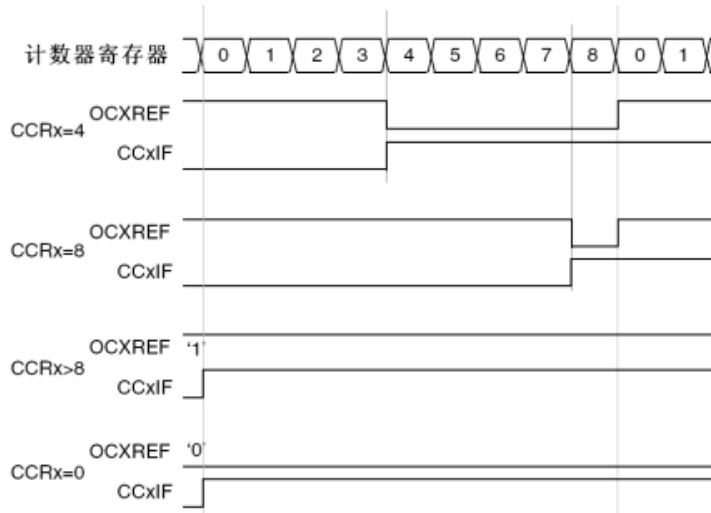 计数器寄存器 0 1 2 3 4 5 6 7 8 0 1
OCXREF
CCRx=4
CCxIF
OCXREF
CCRx=8
CCxIF
OCXREF '1'
CCRx>8
CCxIF
OCXREF '0'
CCRx=0
CCxIF